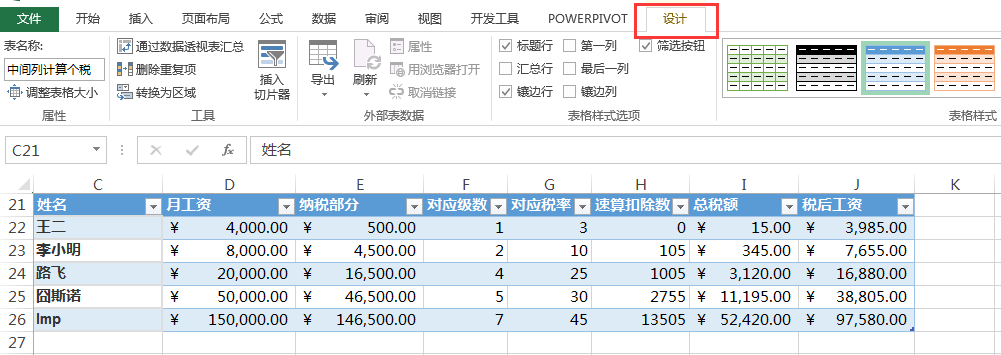 文件 开始 插入 页面布局 公式 数据 审阅 视图 开发工具 POWERPIVOT 设计
表名称:
中间列计算个税
调整表格大小
属性
通过数据透视表汇总
删除重复项
转换为区域
插入
切片器
工具
导出
刷新
属性
用浏览器打开
取消链接
外部表数据
标题行 第一列 筛选按钮
汇总行 最后一列
镶边行 镶边列
表格样式选项
表格样式
C21 fx 姓名
C D E F G H I J K
21 姓名 月工资 纳税部分 对应级数 对应税率 速算扣除数 总税额 税后工资
22 王二 ¥ 4,000.00 ¥ 500.00 1 3 0 ¥ 15.00 ¥ 3,985.00
23 李小明 ¥ 8,000.00 ¥ 4,500.00 2 10 105 ¥ 345.00 ¥ 7,655.00
24 路飞 ¥ 20,000.00 ¥ 16,500.00 4 25 1005 ¥ 3,120.00 ¥ 16,880.00
25 囧斯诺 ¥ 50,000.00 ¥ 46,500.00 5 30 2755 ¥ 11,195.00 ¥ 38,805.00
26 Imp ¥ 150,000.00 ¥ 146,500.00 7 45 13505 ¥ 52,420.00 ¥ 97,580.00
27